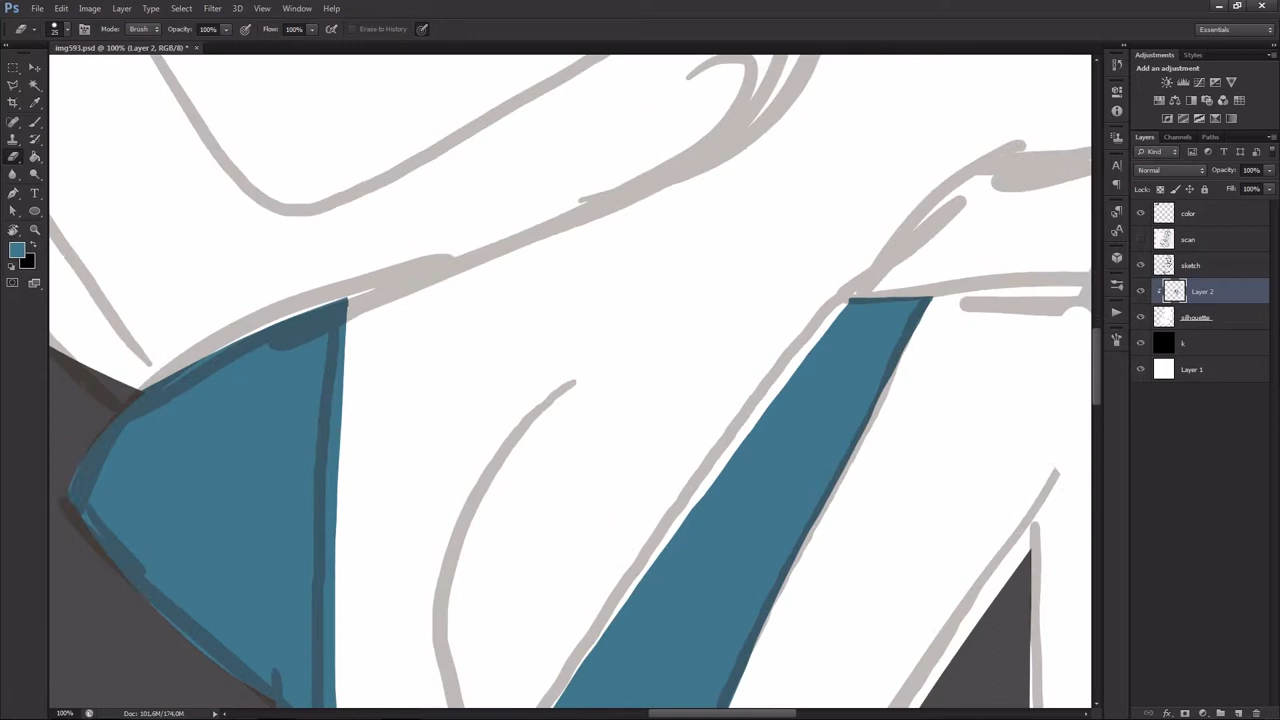 Ps File Edit Image Layer Type Select Filter 3D View Window Help
25 Mode: Brush Opacity: 100% Flow: 100% Erase to History Essentials
img593.psd @ 100% (Layer 2, RGB/8) * ×
Adjustments Styles
Add an adjustment
Layers Channels Paths
Kind
Normal Opacity: 100%
Lock: Fill: 100%
color
scan
sketch
Layer 2
silhouette
k
Layer 1
100% Doc: 101,6M/174,0M